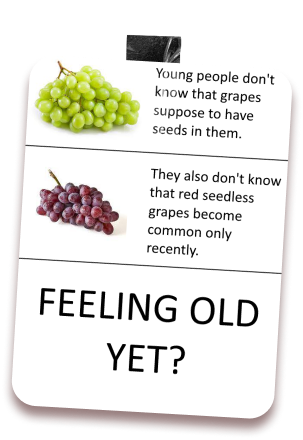 Young people don't
know that grapes
suppose to have
seeds in them.
They also don't know
that red seedless
grapes become
common only
recently.
FEELING OLD
YET?